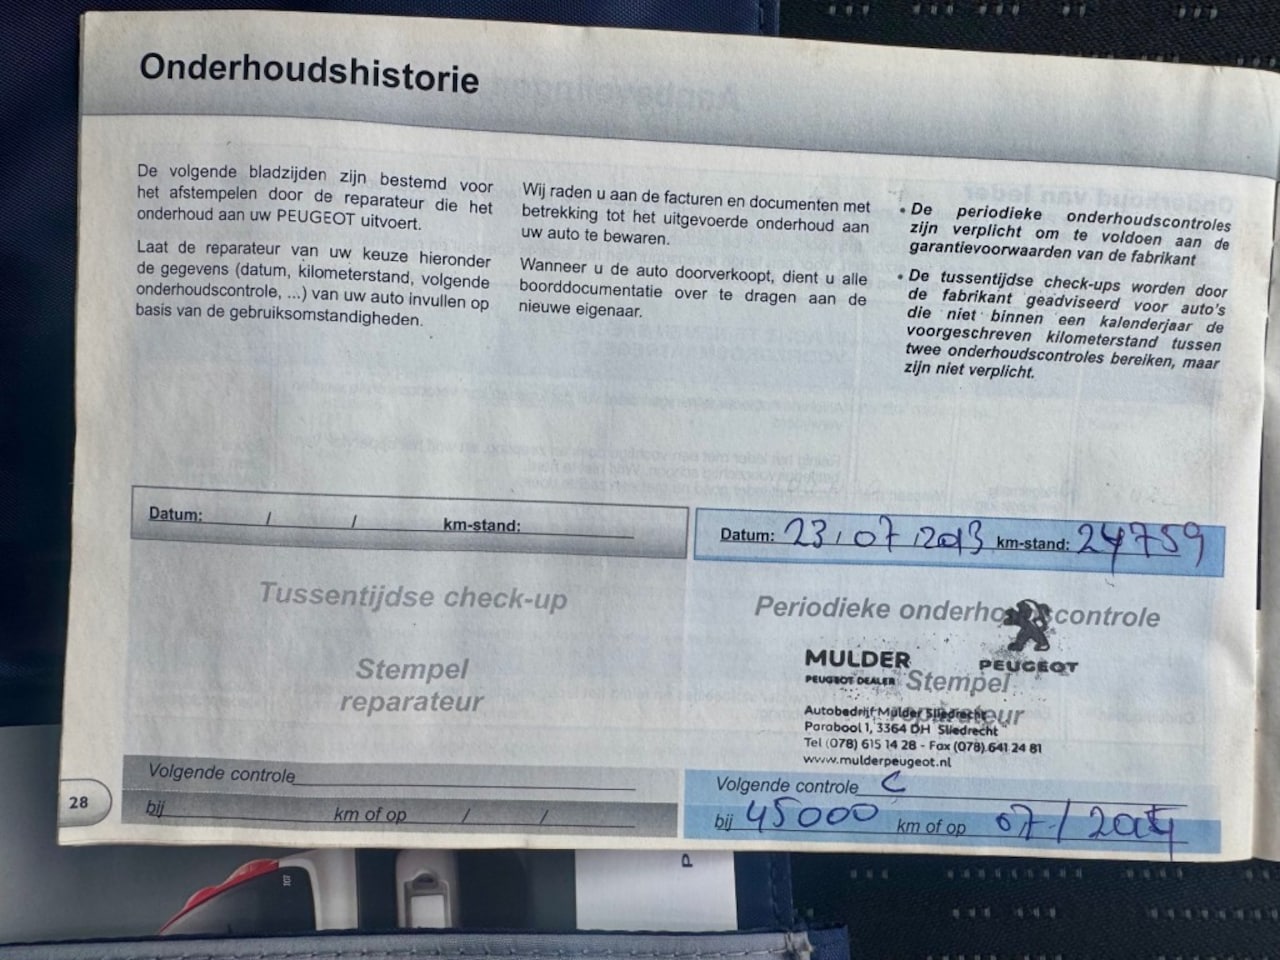 Onderhoudshistorie
De volgende bladzijden zijn bestemd voor
het afstempelen door de reparateur die het
onderhoud aan uw PEUGEOT uitvoert.
Laat de reparateur van uw keuze hieronder
de gegevens (datum, kilometerstand, volgende
onderhoudscontrole, ...) van uw auto invullen op
basis van de gebruiksomstandigheden.
Wij raden u aan de facturen en documenten met
betrekking tot het uitgevoerde onderhoud aan
uw auto te bewaren.
Wanneer u de auto doorverkoopt, dient u alle
boorddocumentatie over te dragen aan de
nieuwe eigenaar.
• De periodieke onderhoudscontroles
zijn verplicht om te voldoen aan de
garantievoorwaarden van de fabrikant
• De tussentijdse check-ups worden door
de fabrikant geadviseerd voor auto's
die niet binnen een kalenderjaar de
voorgeschreven kilometerstand tussen
twee onderhoudscontroles bereiken, maar
zijn niet verplicht.
Datum: / / km-stand:
Tussentijdse check-up
Stempel
reparateur
Volgende controle
bij km of op / /
Datum: 23/07/2013 km-stand: 24759
Periodieke onderhoudscontrole
MULDER
PEUGEOT DEALER
PEUGEOT
Stempel
reparateur
Autobedrijf Mulder Sliedrecht
Parabool 1, 3364 DH Sliedrecht
Tel (078) 615 14 28 - Fax (078) 641 24 81
www.mulderpeugeot.nl
Volgende controle C
bij 45000 km of op 07/
28
107
P